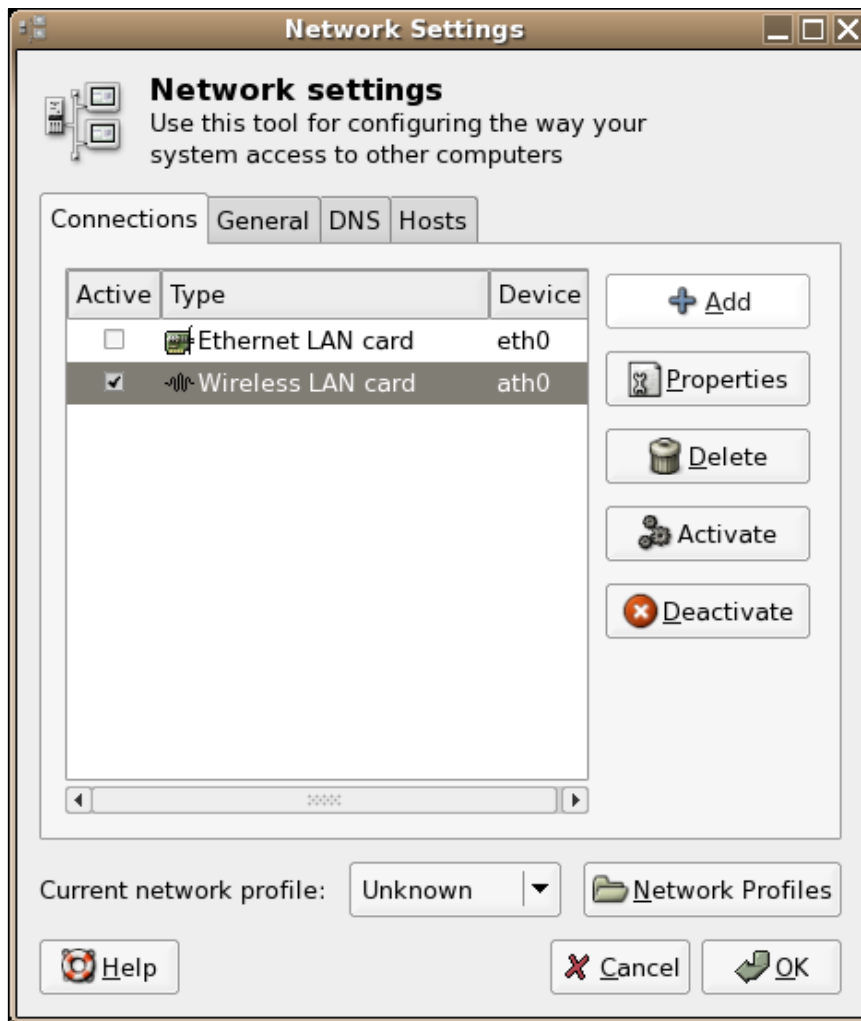 Network Settings
Network settings
Use this tool for configuring the way your
system access to other computers
Connections General DNS Hosts
Active Type Device
Ethernet LAN card eth0
Wireless LAN card ath0
Add
Properties
Delete
Activate
Deactivate
Current network profile: Unknown Network Profiles
Help Cancel OK